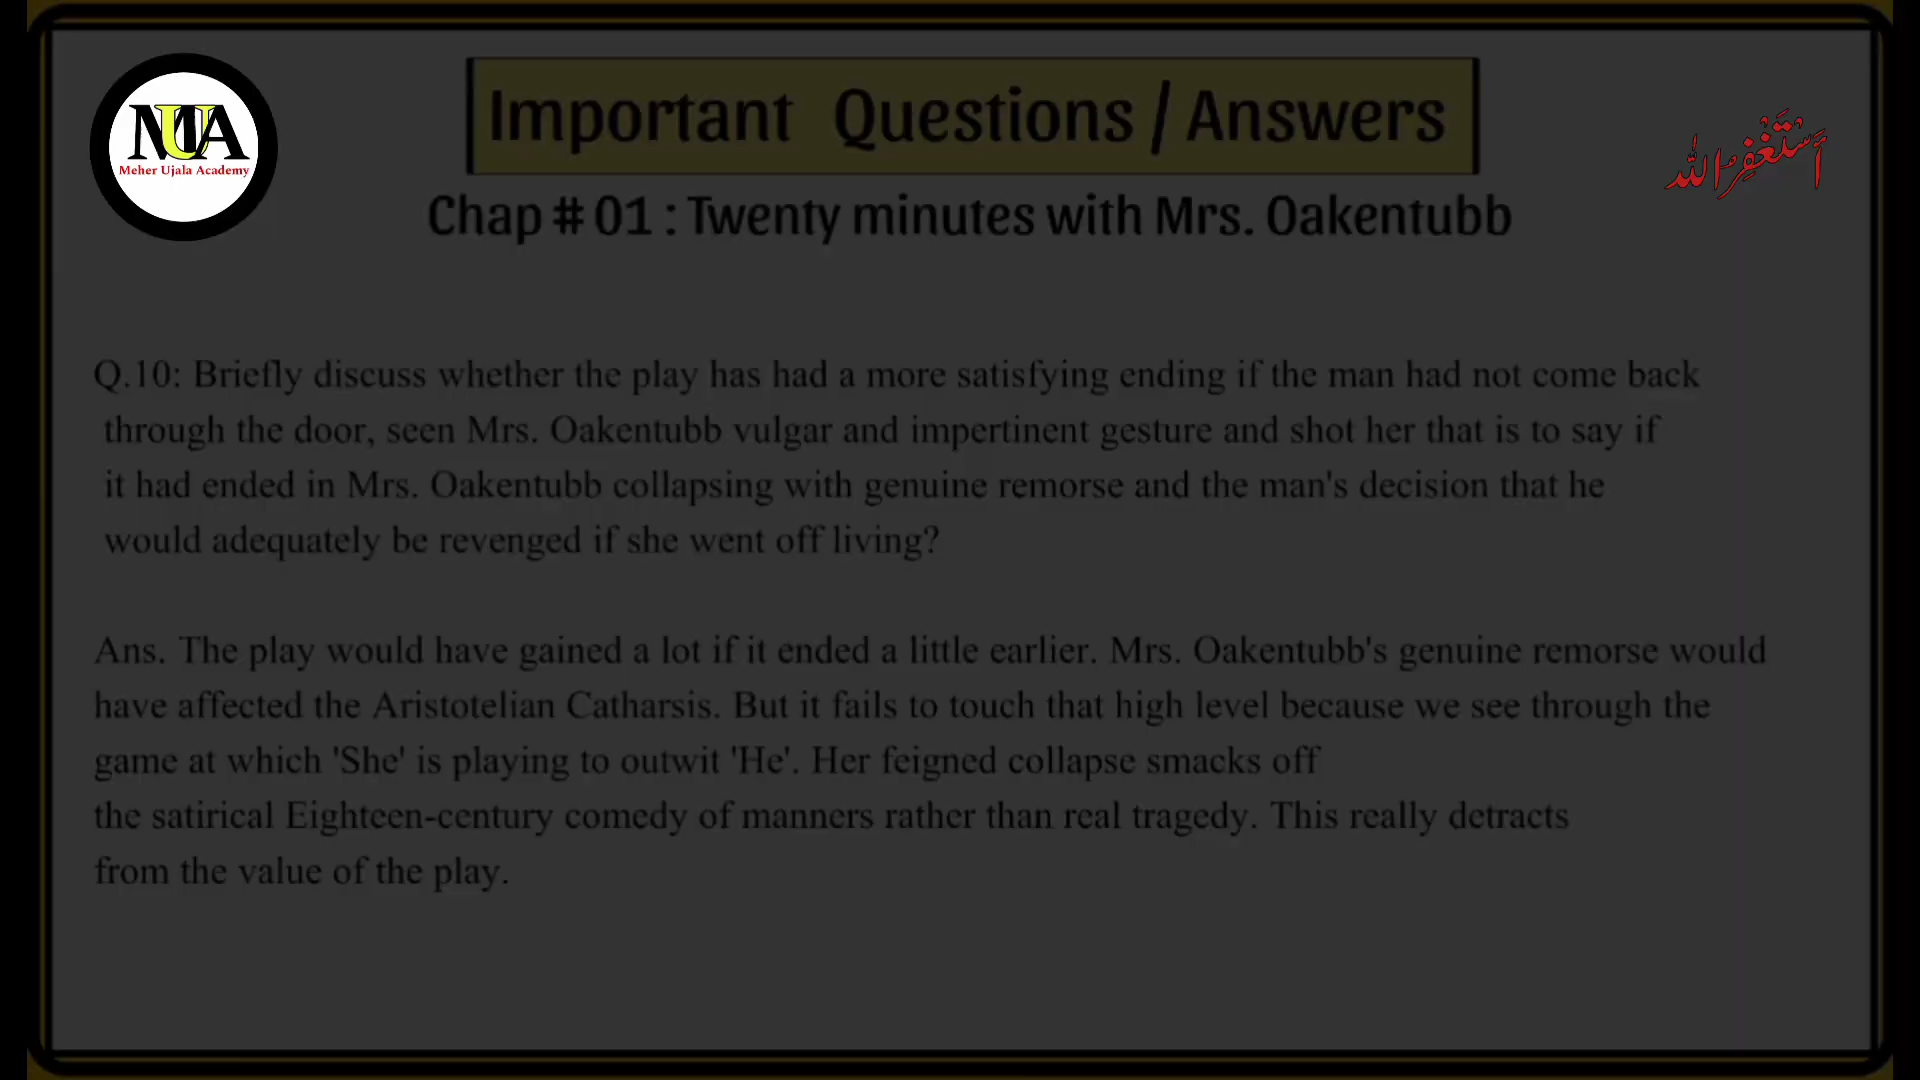 MUA
Meher Ujala Academy
Important Questions / Answers
أستغفر الله
Chap # 01 : Twenty minutes with Mrs. Oakentubb
Q.10: Briefly discuss whether the play has had a more satisfying ending if the man had not come back
through the door, seen Mrs. Oakentubb vulgar and impertinent gesture and shot her that is to say if
it had ended in Mrs. Oakentubb collapsing with genuine remorse and the man's decision that he
would adequately be revenged if she went off living?
Ans. The play would have gained a lot if it ended a little earlier. Mrs. Oakentubb's genuine remorse would
have affected the Aristotelian Catharsis. But it fails to touch that high level because we see through the
game at which 'She' is playing to outwit 'He'. Her feigned collapse smacks off
the satirical Eighteen-century comedy of manners rather than real tragedy. This really detracts
from the value of the play.